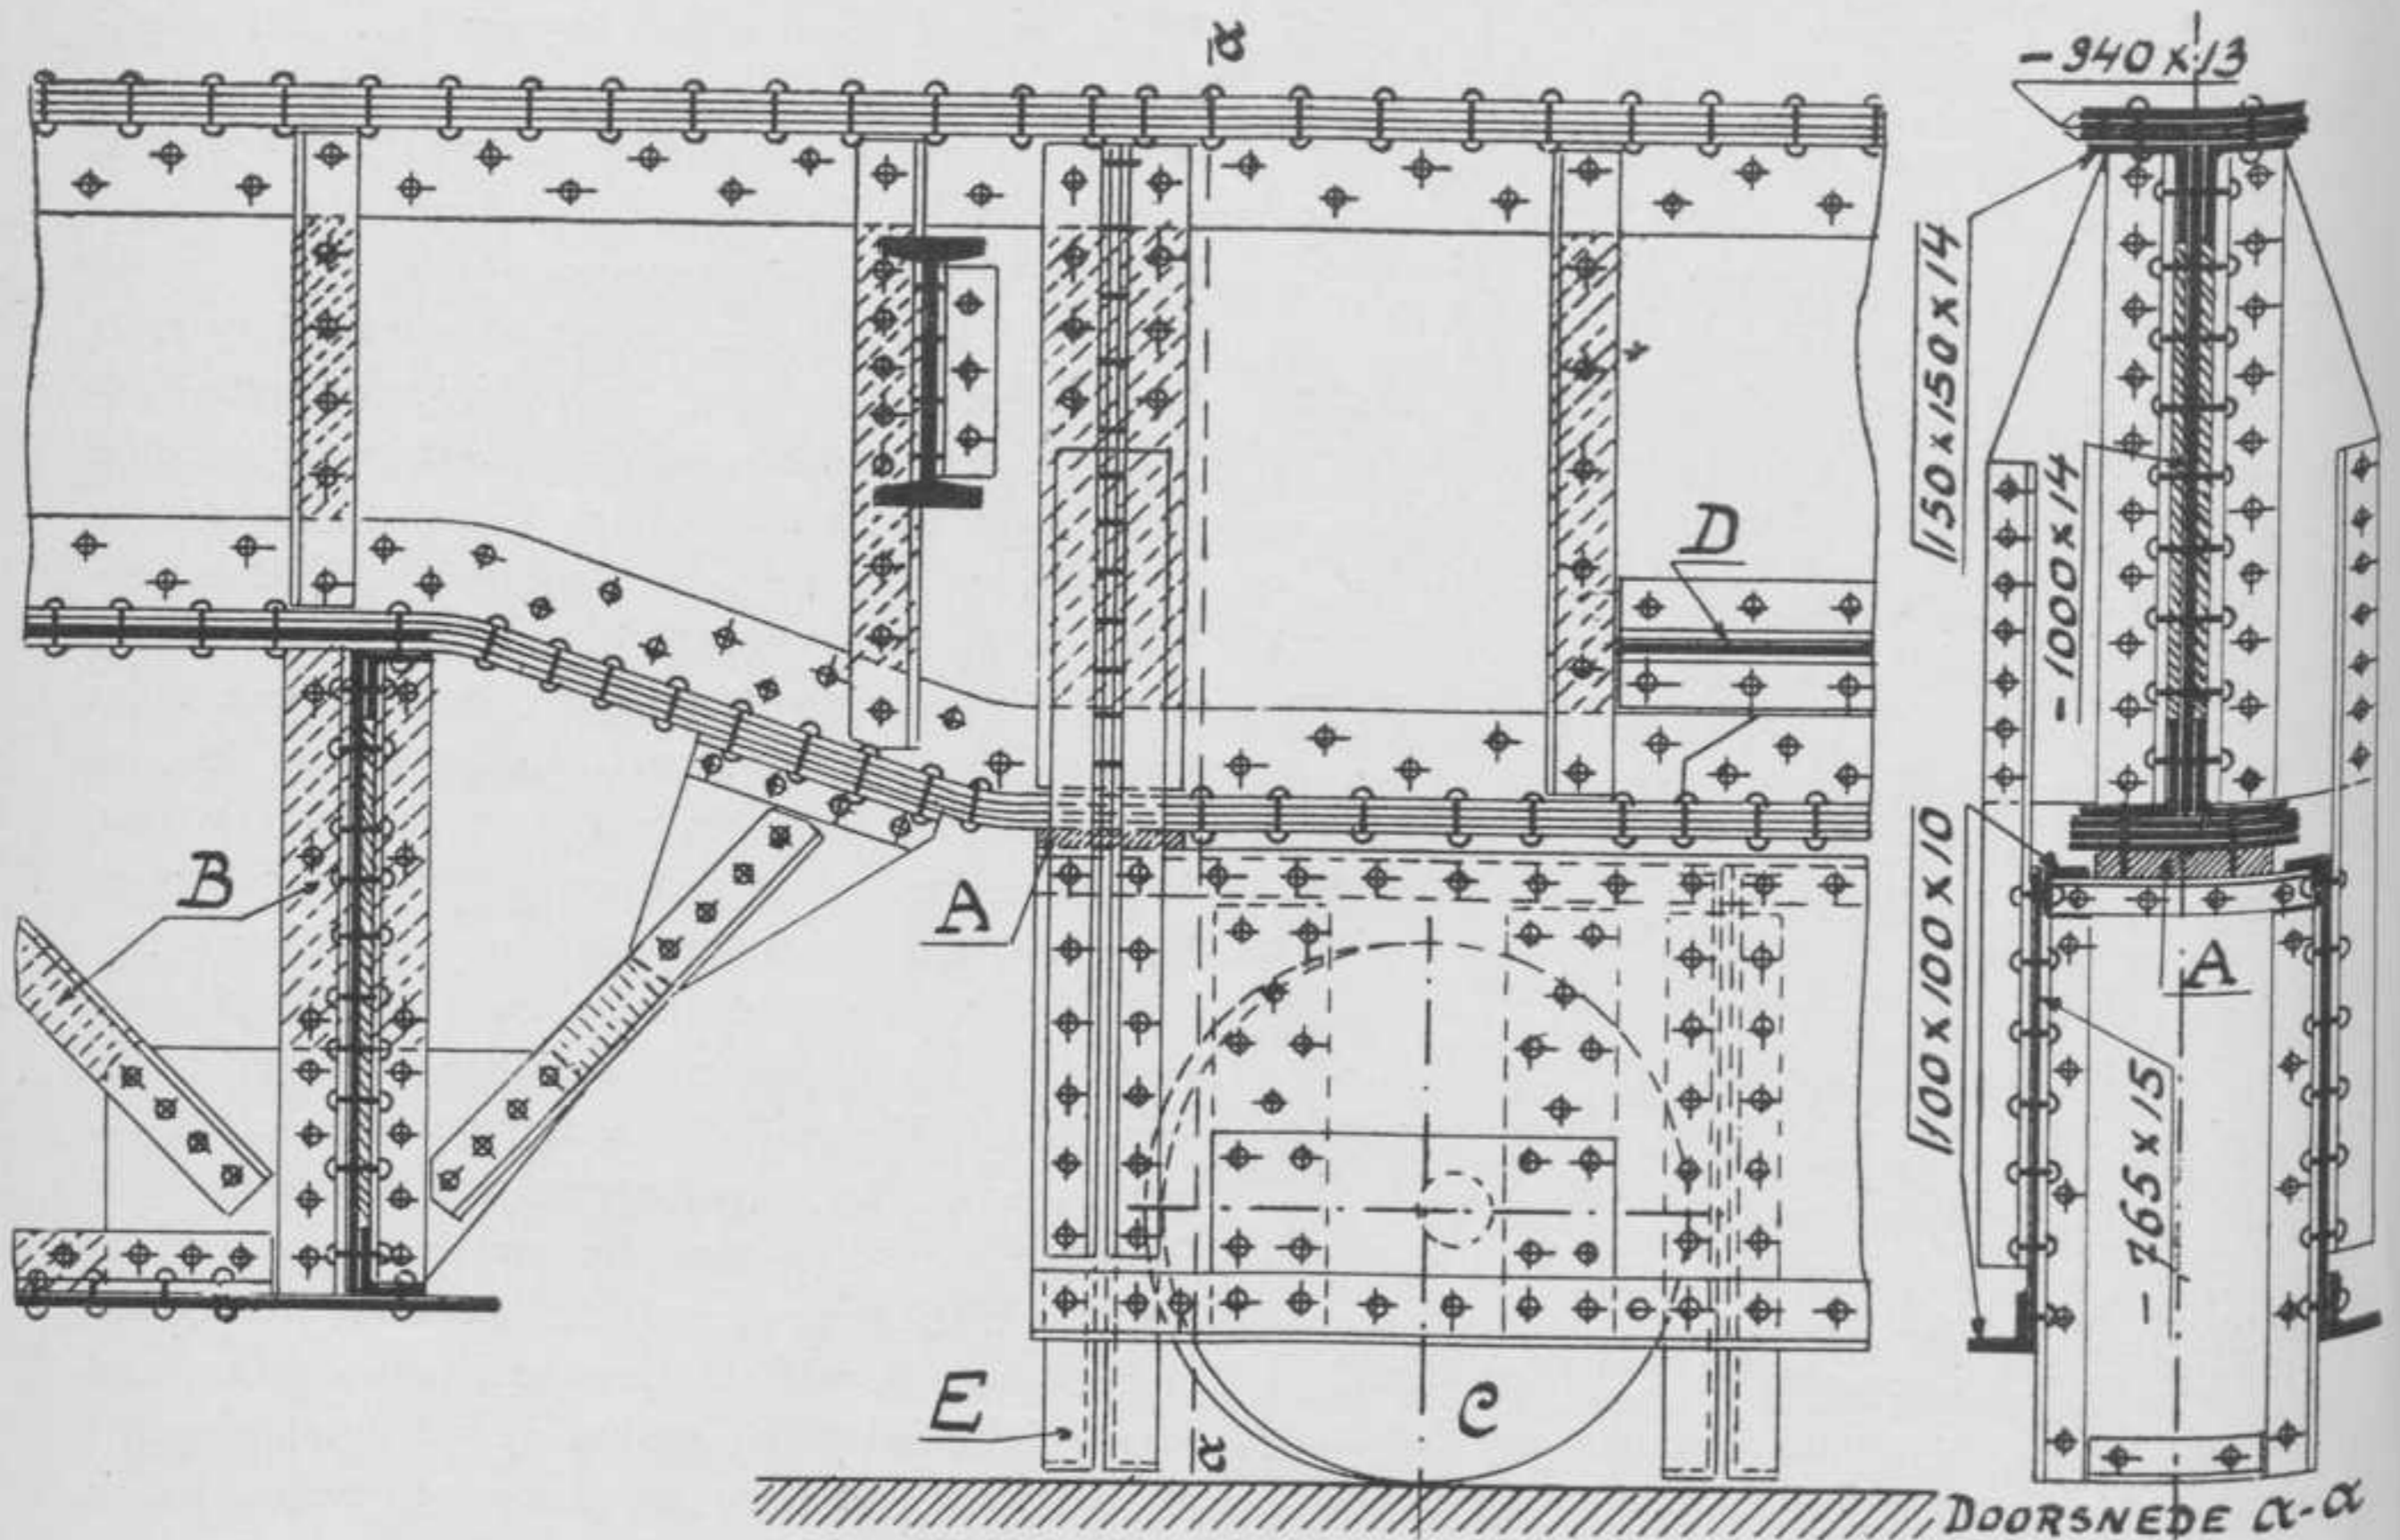 α
- 940 × 13
150 × 150 × 14
- 1000 × 14
D
B
A
A
100 × 100 × 10
- 765 × 15
E
C
α
DOORSNEDE α-α